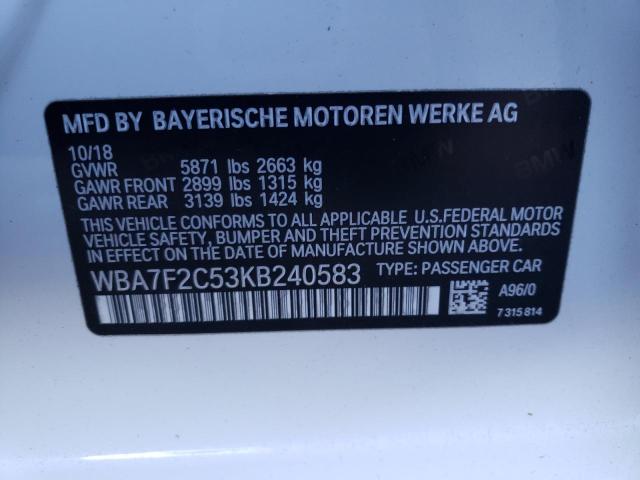 MFD BY BAYERISCHE MOTOREN WERKE AG
10/18
GVWR 5871 lbs 2663 kg
GAWR FRONT 2899 lbs 1315 kg
GAWR REAR 3139 lbs 1424 kg
THIS VEHICLE CONFORMS TO ALL APPLICABLE U.S.FEDERAL MOTOR
VEHICLE SAFETY, BUMPER AND THEFT PREVENTION STANDARDS
IN EFFECT ON THE DATE OF MANUFACTURE SHOWN ABOVE.
WBA7F2C53KB240583 TYPE: PASSENGER CAR
A96/0
7 315 814
BMW